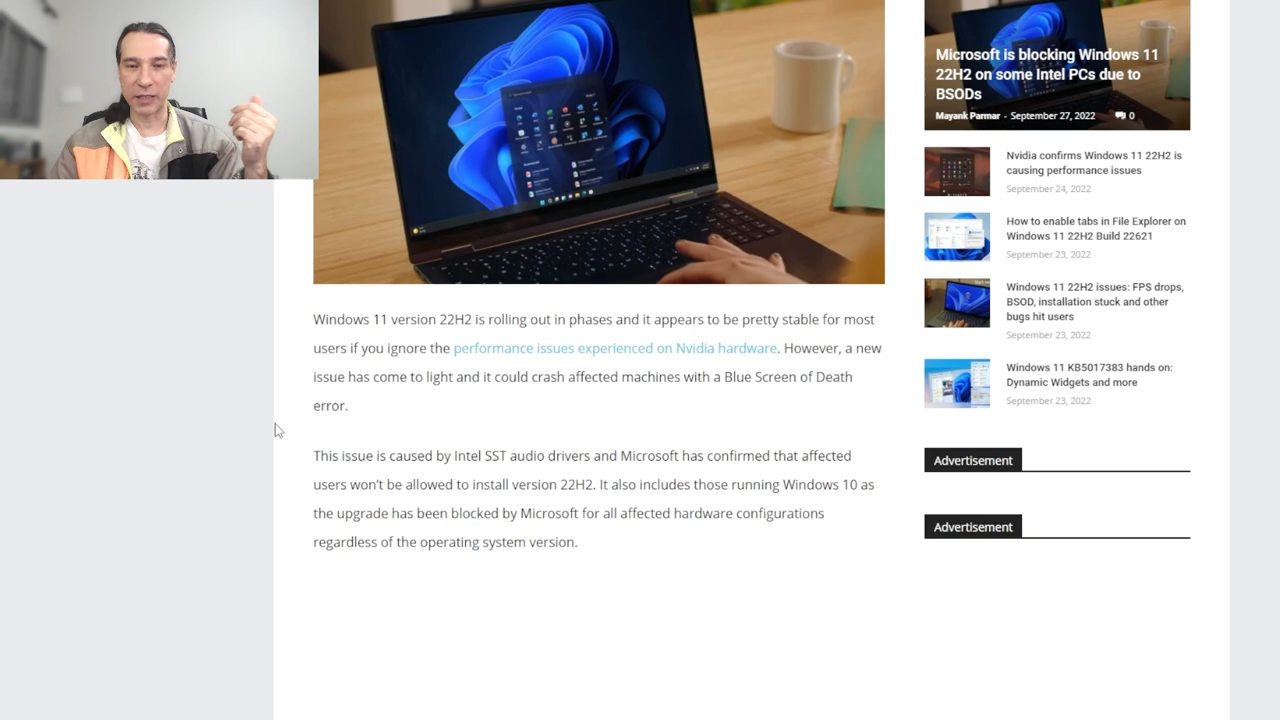 Windows 11 version 22H2 is rolling out in phases and it appears to be pretty stable for most
users if you ignore the performance issues experienced on Nvidia hardware. However, a new
issue has come to light and it could crash affected machines with a Blue Screen of Death
error.
This issue is caused by Intel SST audio drivers and Microsoft has confirmed that affected
users won't be allowed to install version 22H2. It also includes those running Windows 10 as
the upgrade has been blocked by Microsoft for all affected hardware configurations
regardless of the operating system version.
Microsoft is blocking Windows 11
22H2 on some Intel PCs due to
BSODs
Mayank Parmar - September 27, 2022 0
Nvidia confirms Windows 11 22H2 is
causing performance issues
September 24, 2022
How to enable tabs in File Explorer on
Windows 11 22H2 Build 22621
September 23, 2022
Windows 11 22H2 issues: FPS drops,
BSOD, installation stuck and other
bugs hit users
September 23, 2022
Windows 11 KB5017383 hands on:
Dynamic Widgets and more
September 23, 2022
Advertisement
Advertisement